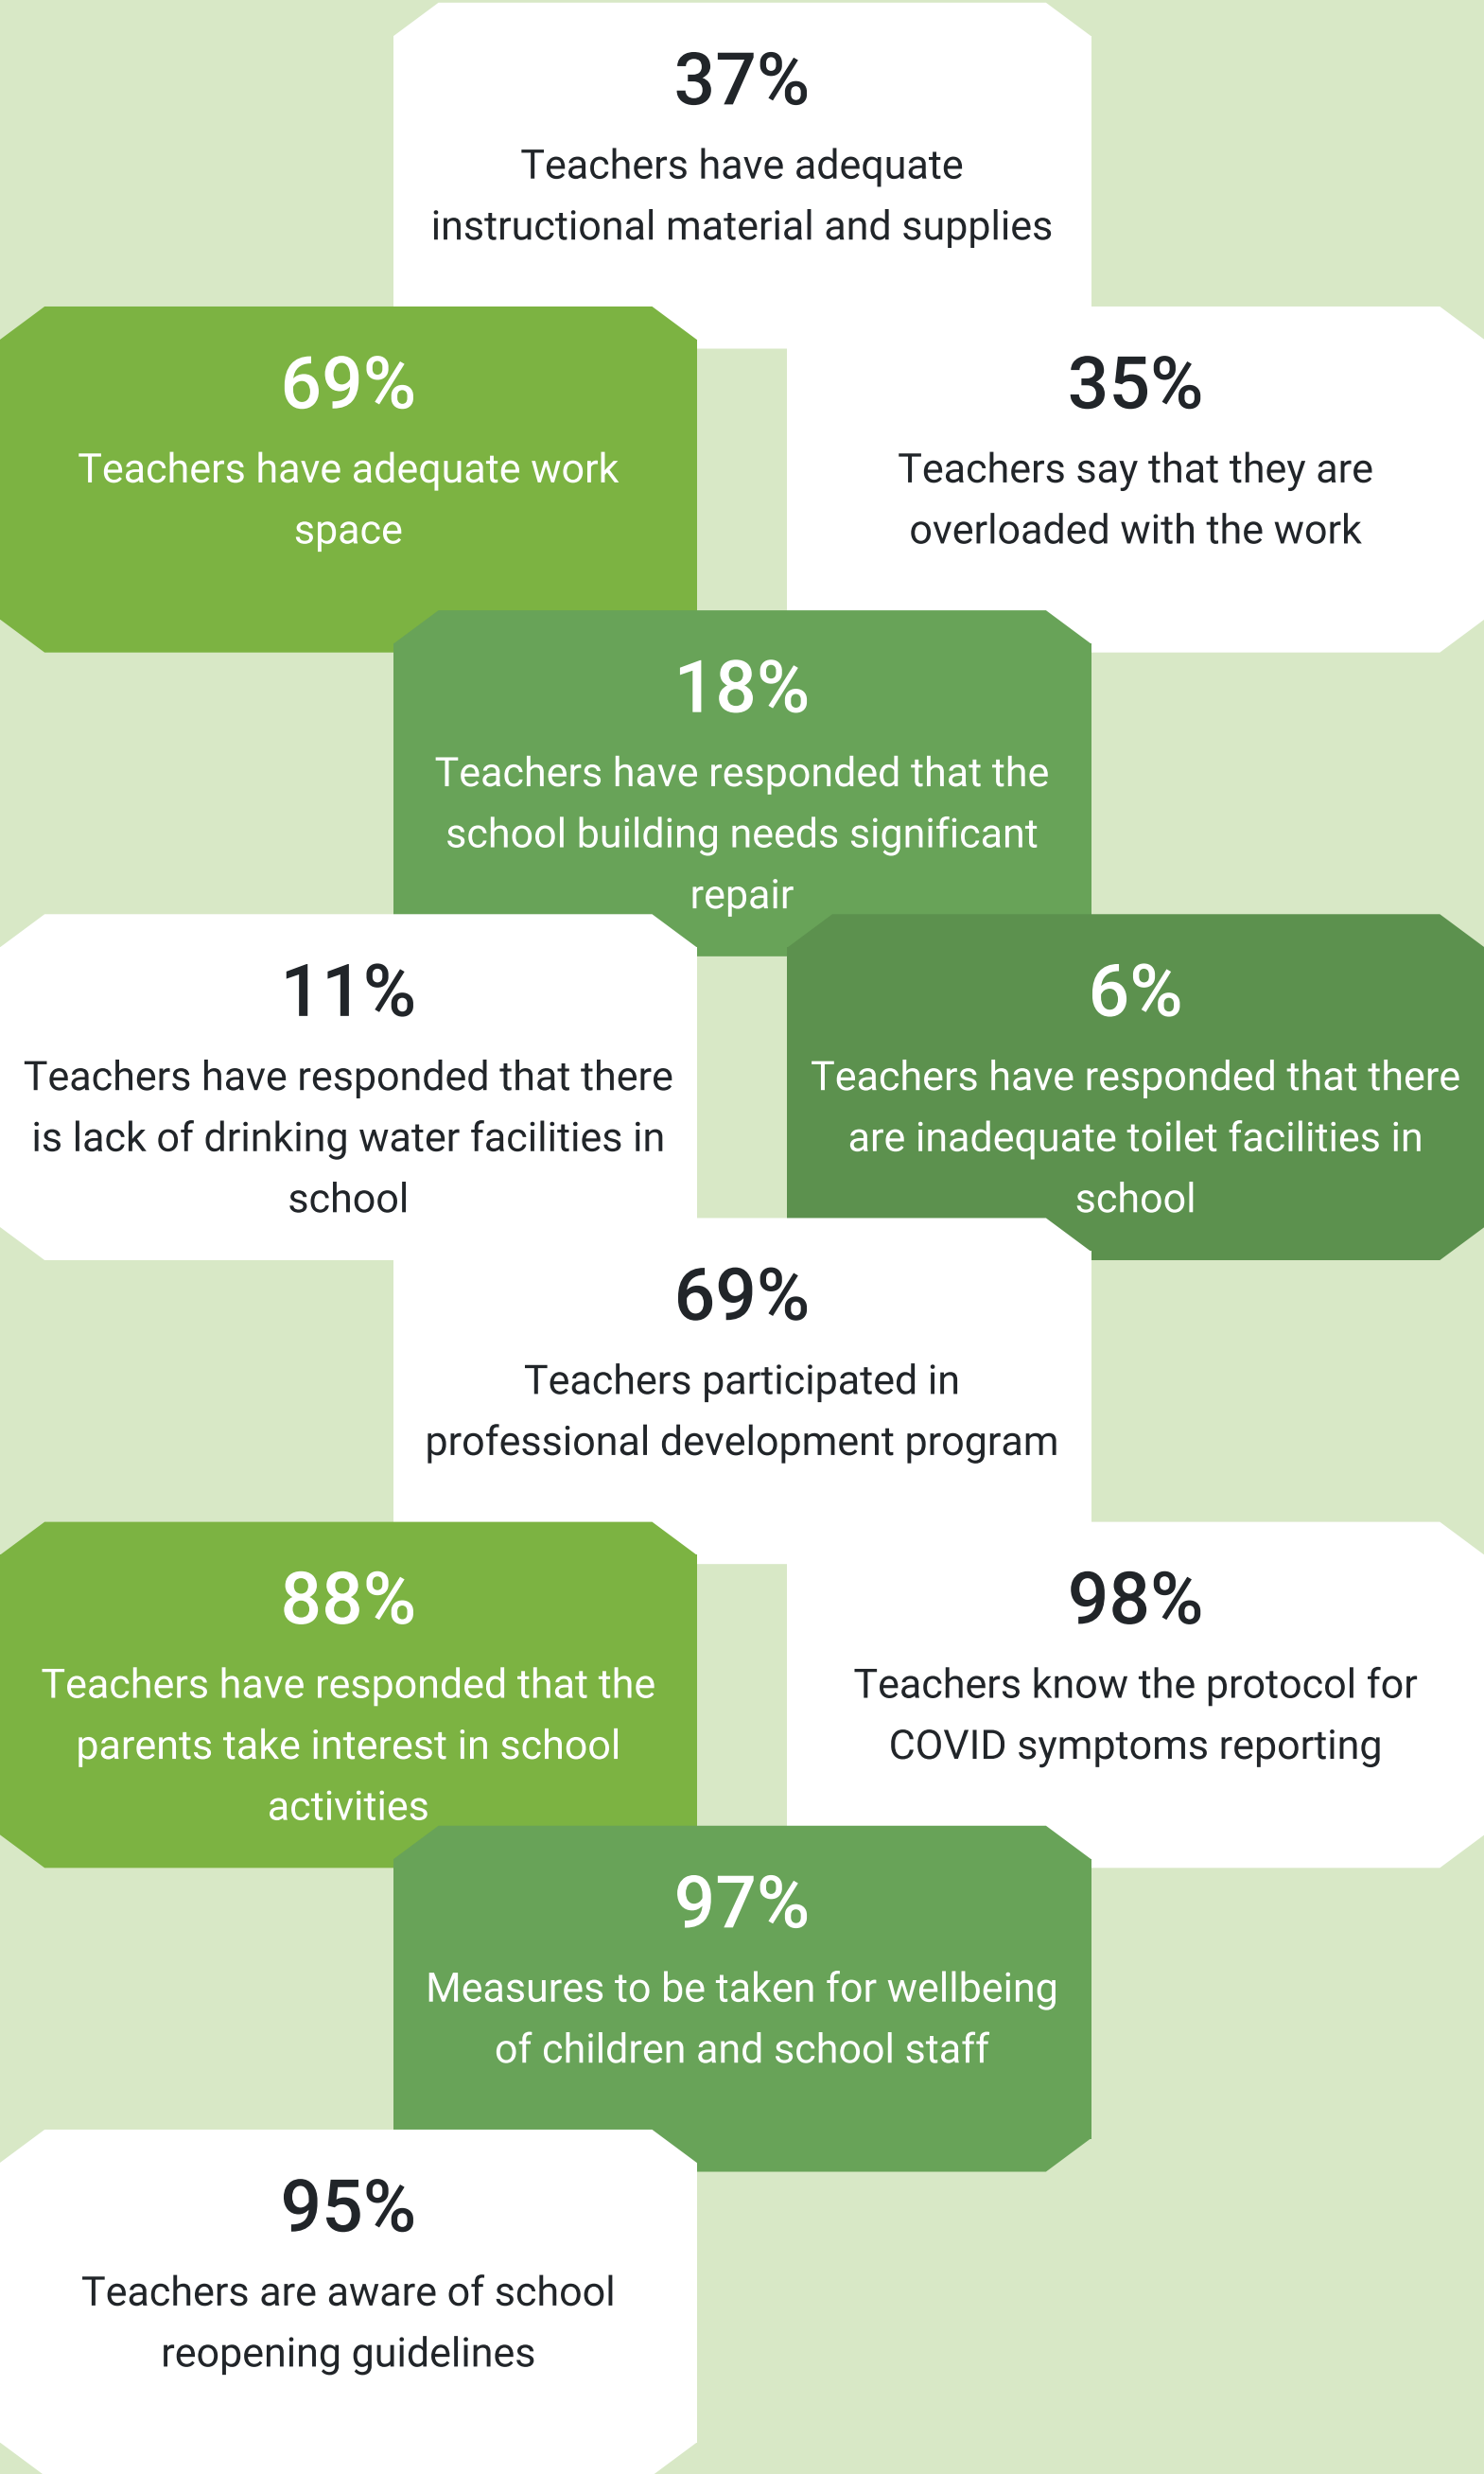 37%
Teachers have adequate
instructional material and supplies
69%
Teachers have adequate work
space
35%
Teachers say that they are
overloaded with the work
18%
Teachers have responded that the
school building needs significant
repair
11%
Teachers have responded that there
is lack of drinking water facilities in
school
6%
Teachers have responded that there
are inadequate toilet facilities in
school
69%
Teachers participated in
professional development program
88%
Teachers have responded that the
parents take interest in school
activities
98%
Teachers know the protocol for
COVID symptoms reporting
97%
Measures to be taken for wellbeing
of children and school staff
95%
Teachers are aware of school
reopening guidelines